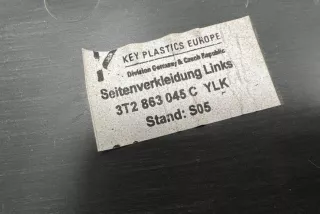 KEY PLASTICS EUROPE
Division Germany & Czech Republic
Seitenverkleidung Links
3T2 863 045 C YLK
Stand: S05